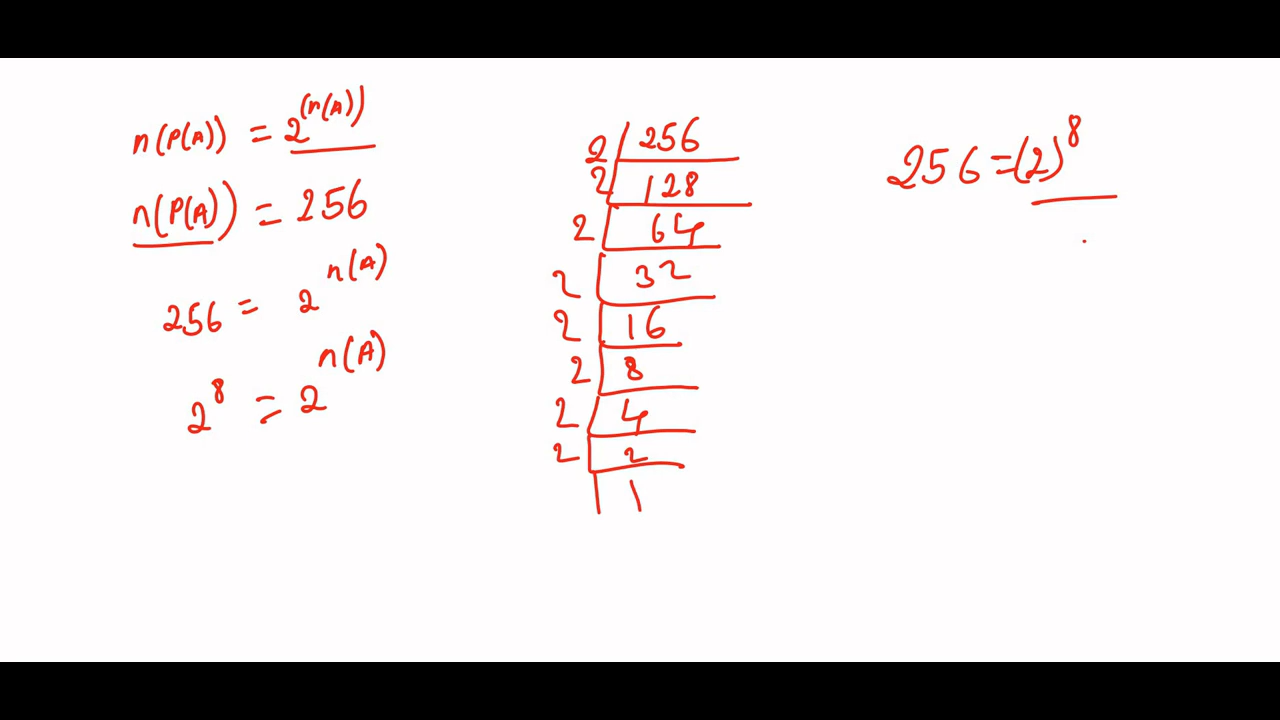 n(P(A)) = 2^(n(A))
n(P(A)) = 256
256 = 2^n(A)
2^8 = 2^n(A)
2 | 256
2 | 128
2 | 64
2 | 32
2 | 16
2 | 8
2 | 4
2 | 2
| 1
256 = (2)^8